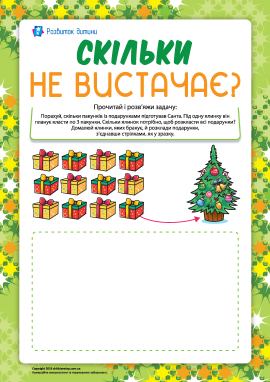 Розвиток дитини
СКІЛЬКИ
НЕ ВИСТАЧАЄ?
Прочитай і розв'яжи задачу:
Порахуй, скільки пакунків із подарунками підготував Санта. Під одну ялинку він
планує класти по 3 пакунки. Скільки ялинок потрібно, щоб розкласти всі подарунки?
Домалюй ялинки, яких бракує, й розклади подарунки,
з'єднавши стрілками, як у зразку.